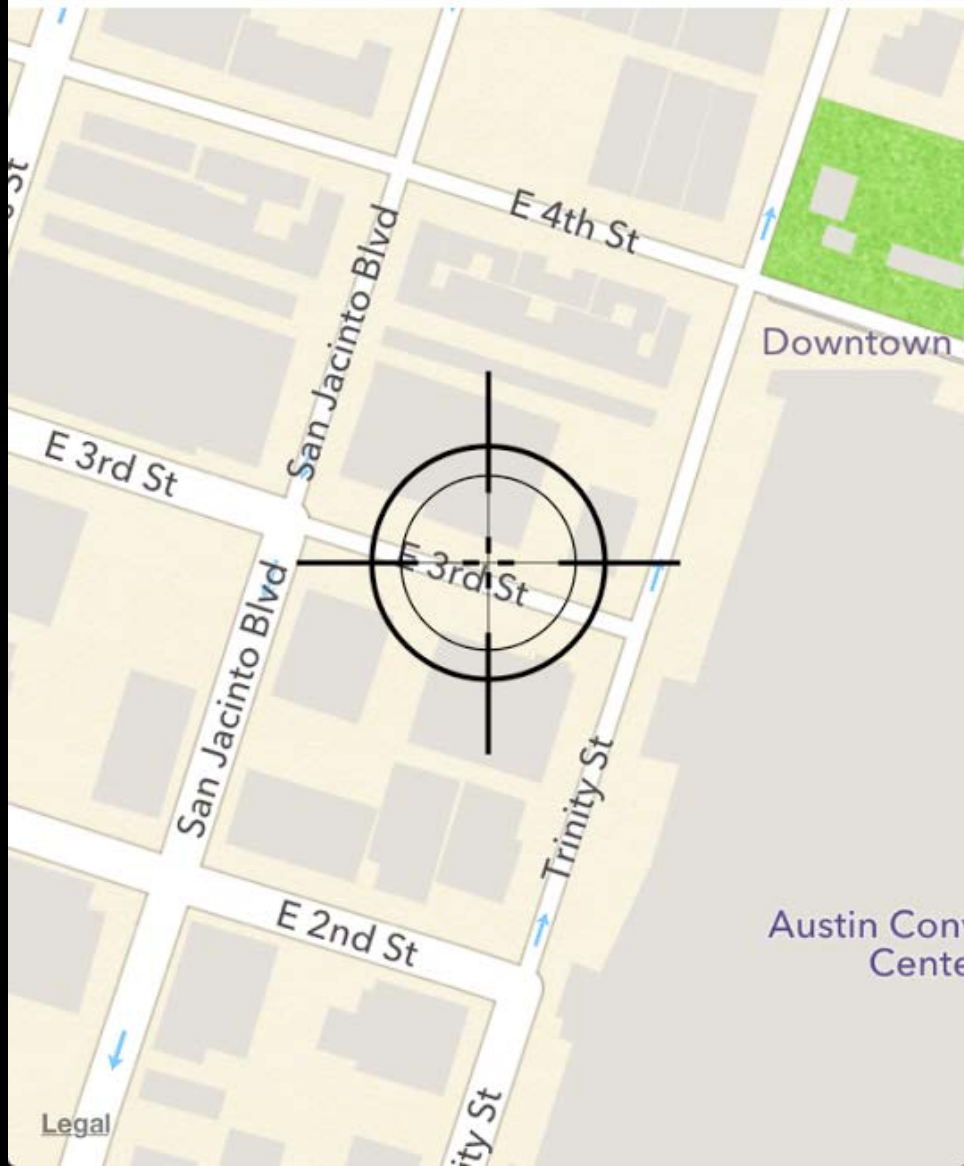 E 4th St
San Jacinto Blvd
Downtown
E 3rd St
E 3rd St
San Jacinto Blvd
Trinity St
E 2nd St
Austin Conv
Cente
Legal
ity St
St